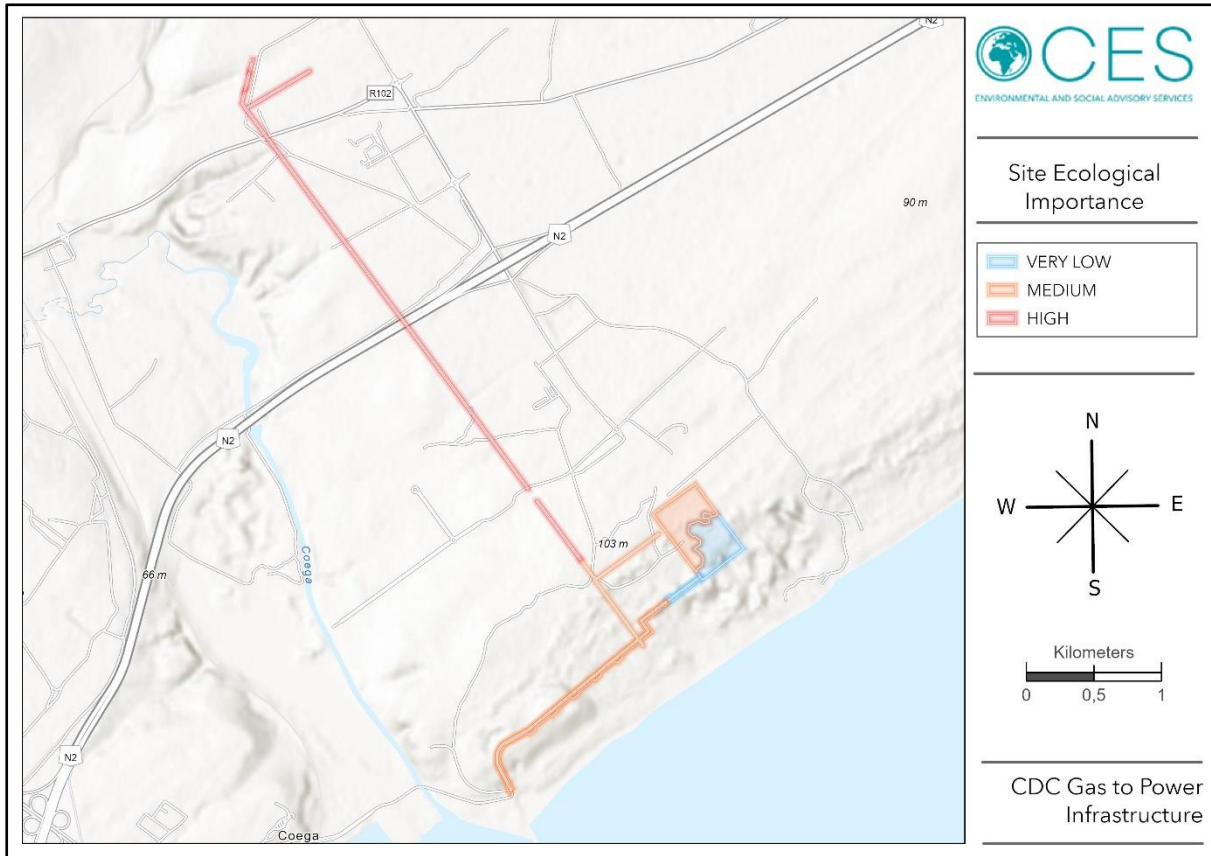 N2
R102
90 m
N2
N2
103 m
Coega
66 m
N2
Coega
CES
ENVIRONMENTAL AND SOCIAL ADVISORY SERVICES
Site Ecological
Importance
VERY LOW
MEDIUM
HIGH
N
W
E
S
Kilometers
0 0,5 1
CDC Gas to Power
Infrastructure